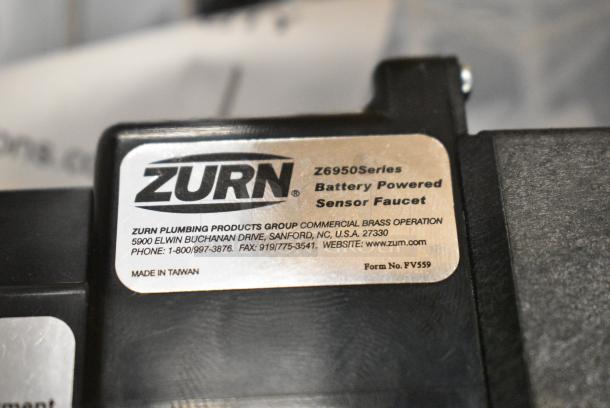 ons.co
ZURN®
Z6950Series
Battery Powered
Sensor Faucet
ZURN PLUMBING PRODUCTS GROUP COMMERCIAL BRASS OPERATION
5900 ELWIN BUCHANAN DRIVE, SANFORD, NC, U.S.A. 27330
PHONE: 1-800/997-3876. FAX: 919/775-3541. WEBSITE: www.zurn.com
MADE IN TAIWAN
Form No. FV559